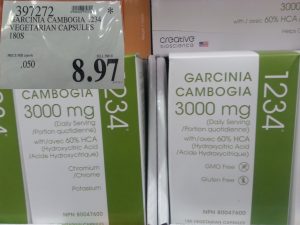 397272 *
GARCINIA CAMBOGIA 1234
VEGETARIAN CAPSULES
180S
.050
8.97
creative
bioscience
with / avec 60% HCA
GARCINIA
CAMBOGIA
3000 mg
(Daily Serving
/Portion quotidienne)
with/avec 60% HCA
(Hydroxycitric Acid
/Acide Hydroxycitrique)
Chromium
/Chrome
Potassium
NPN 80047600
1234
GARCINIA
CAMBOGIA
3000 mg
(Daily Serving
/Portion quotidienne)
with/avec 60% HCA
(Hydroxycitric Acid
/Acide Hydroxycitrique)
GMO Free
Gluten Free
NPN 80047600
180 VEGETARIAN CAPSULES
1234